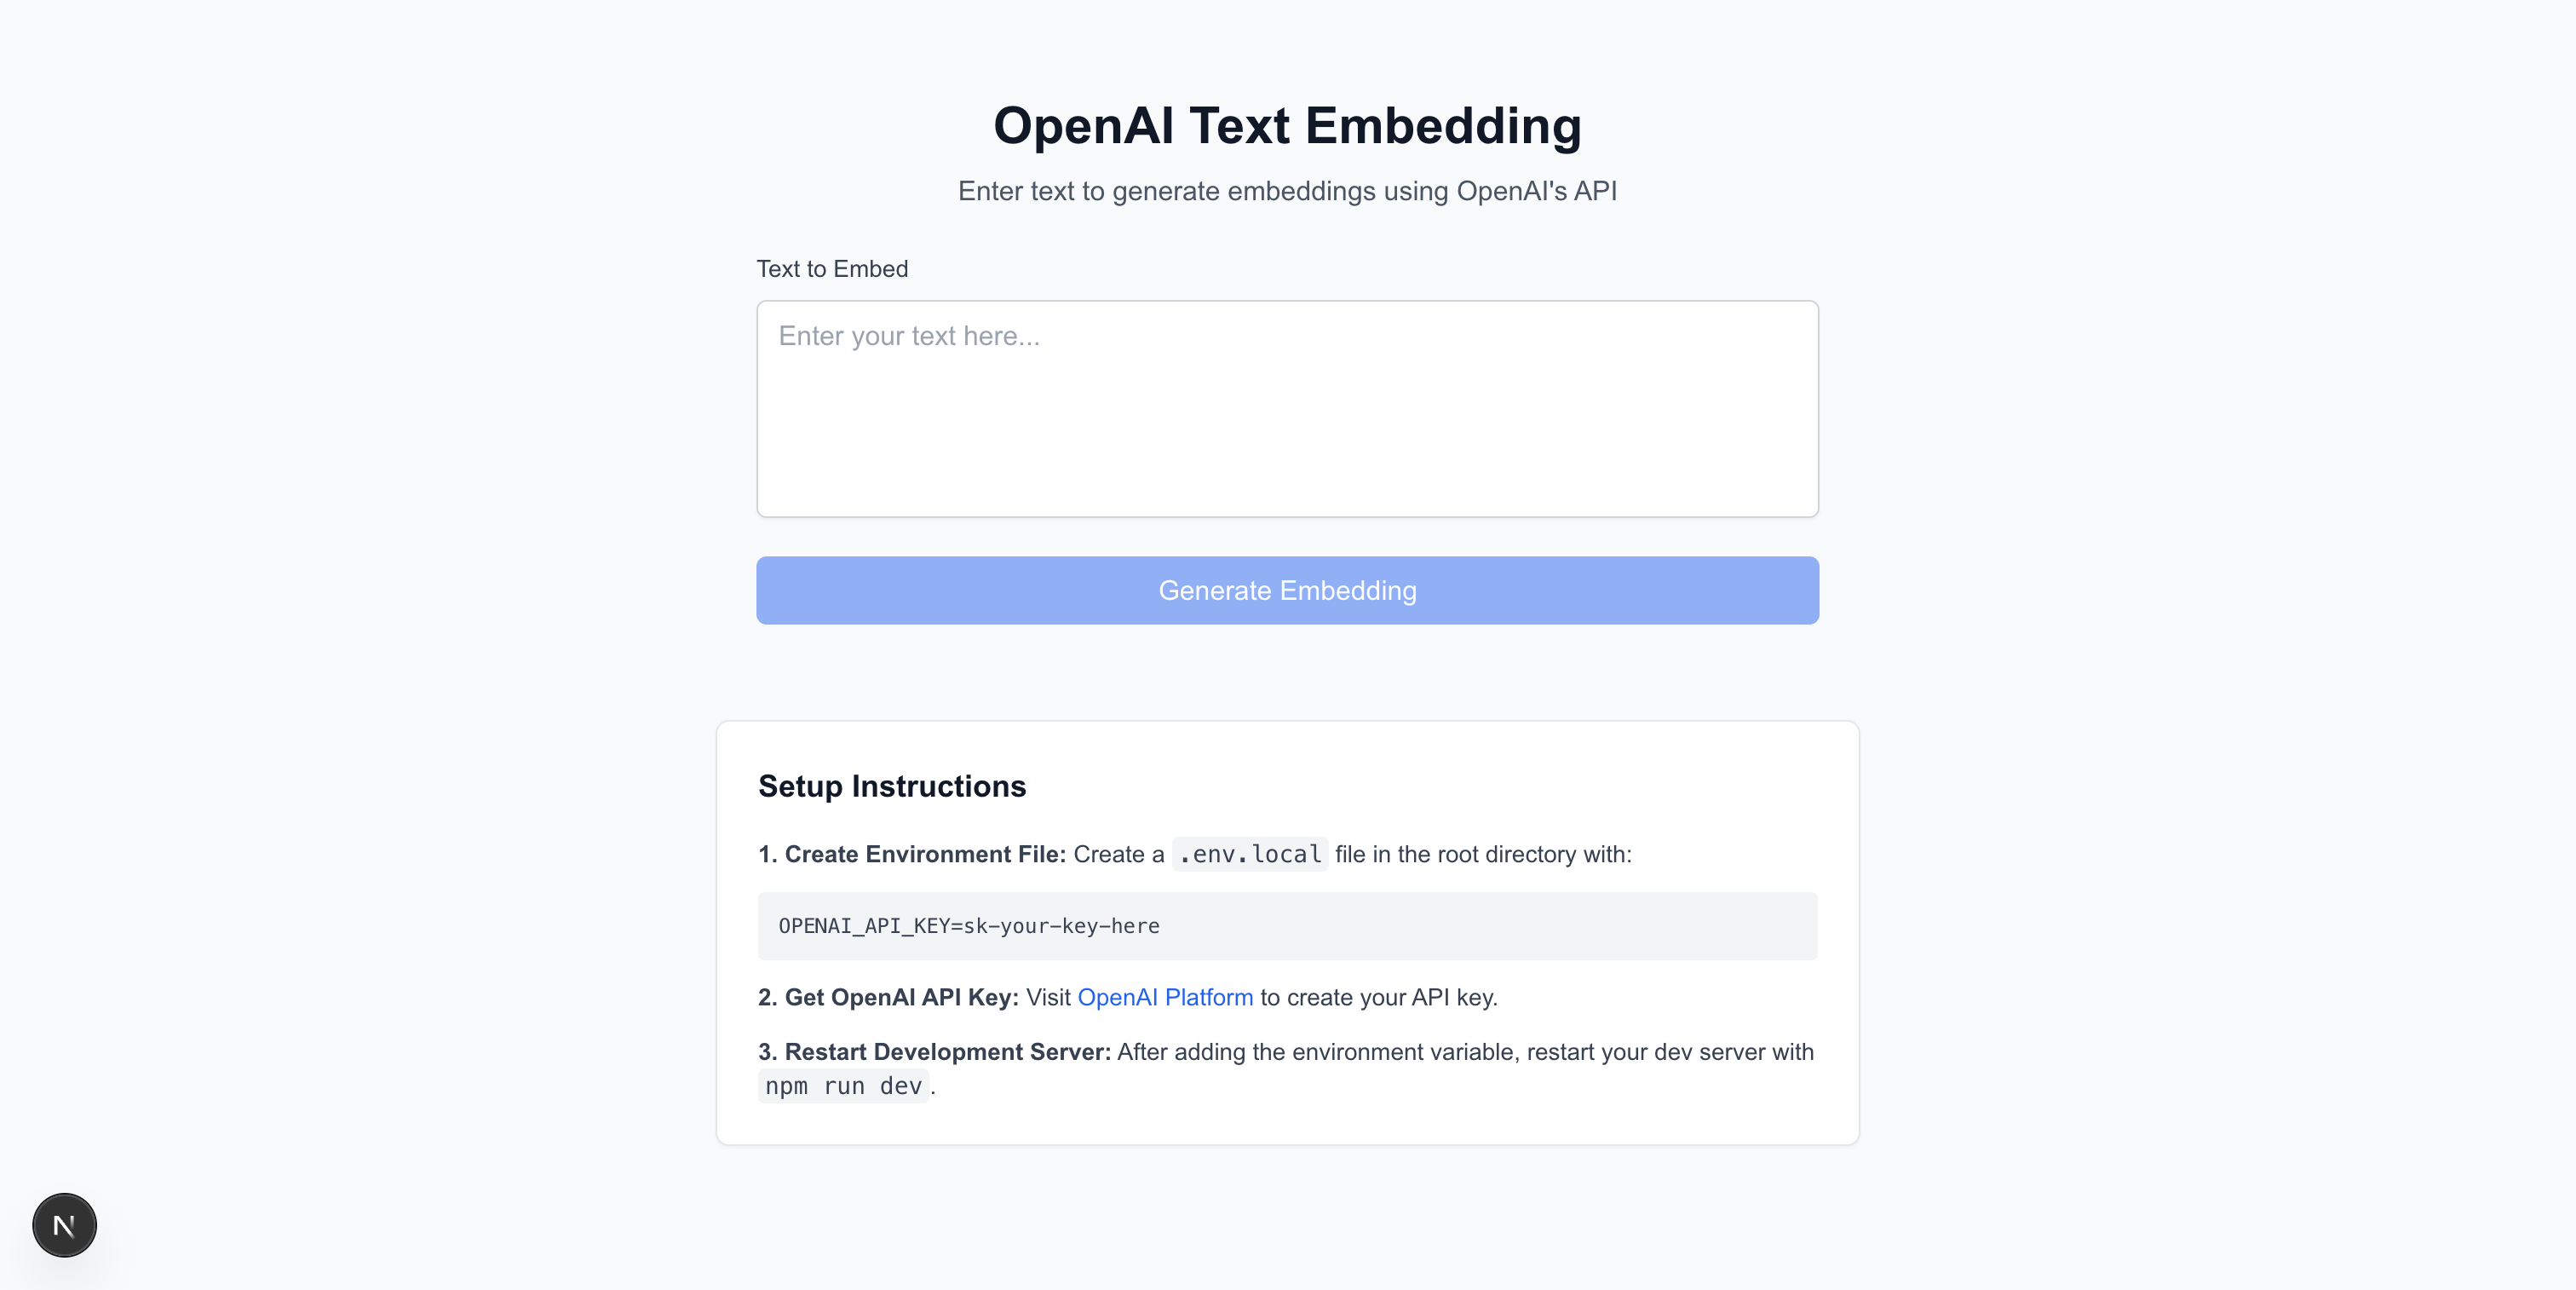 OpenAI Text Embedding
Enter text to generate embeddings using OpenAI's API
Text to Embed
Enter your text here...
Generate Embedding
Setup Instructions
1. Create Environment File: Create a .env.local file in the root directory with:
OPENAI_API_KEY=sk-your-key-here
2. Get OpenAI API Key: Visit OpenAI Platform to create your API key.
3. Restart Development Server: After adding the environment variable, restart your dev server with
npm run dev.
N